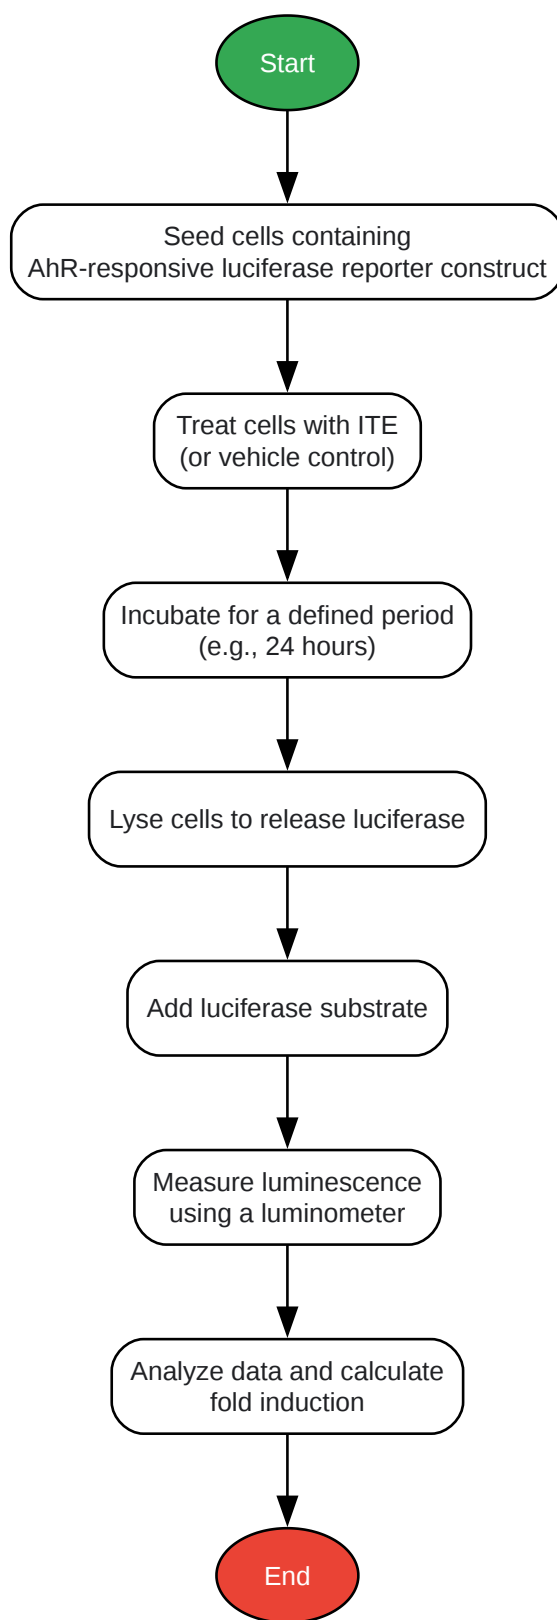 Start
Seed cells containing
AhR-responsive luciferase reporter construct
Treat cells with ITE
(or vehicle control)
Incubate for a defined period
(e.g., 24 hours)
Lyse cells to release luciferase
Add luciferase substrate
Measure luminescence
using a luminometer
Analyze data and calculate
fold induction
End